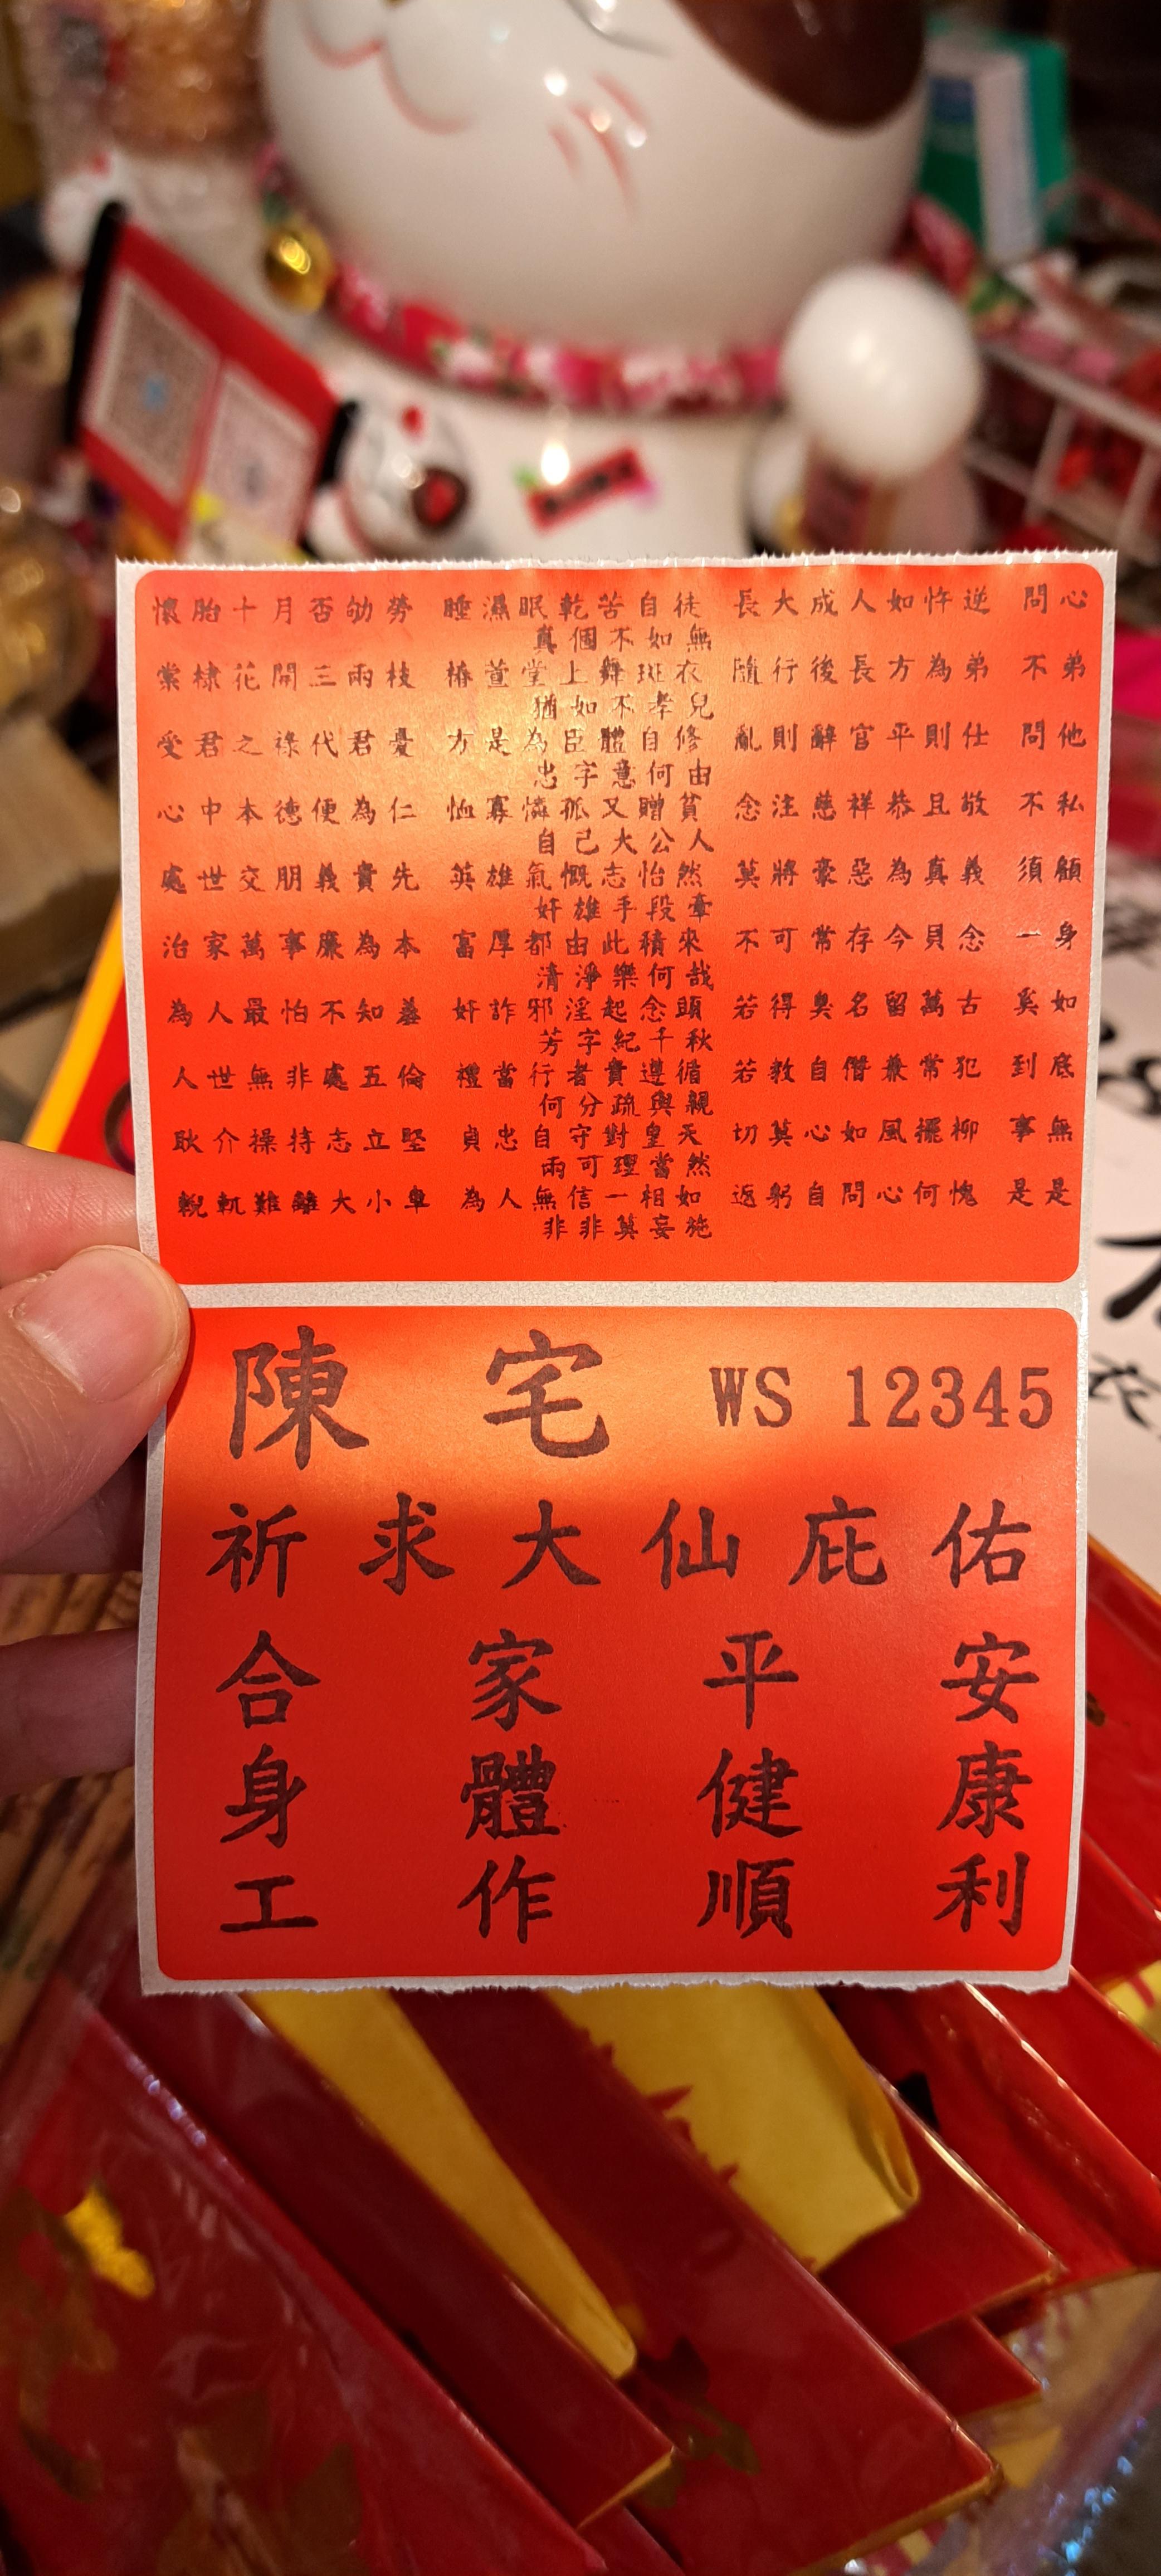 懷胎十月否劬勞 睡濕眠乾苦自徒 長大成人如忤逆 問心
真個不如無
棠棣花開三兩枝 椿萱堂上舞斑衣 隨行後長方為弟 不弟
猶如不孝兒
受君之祿代君憂 方是為臣體自修 亂則辭官平則仕 問他
忠字意何由
心中本德便為仁 恤寡憐孤又贈貧 念注慈祥恭且敬 不私
自己大公人
處世交朋義貴先 英雄氣慨志怡然 莫將豪惡為真義 須顧
奸雄手段牽
治家萬事廉為本 富厚都由此積來 不可常存今貝念 一身
清淨樂何哉
為人最怕不知羞 奸詐邪淫起念頭 若得臭名留萬古 奚如
芳字紀千秋
人世無非處五倫 禮當行者貴遵循 若教自僭兼常犯 到底
何分疏與親
耿介操持志立堅 貞忠自守對皇天 切莫心如風擺柳 事無
兩可理當然
輗軏難離大小車 為人無信一相如 返躬自問心何愧 是是
非非莫妄施
陳宅 WS 12345
祈求大仙庇佑
合家平安
身體健康
工作順利